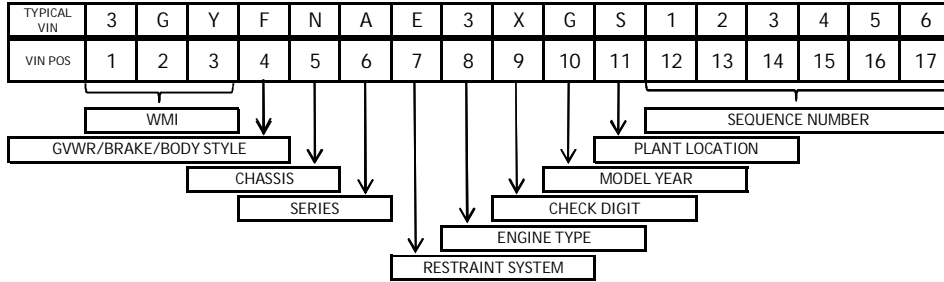 TYPICAL VIN 3 G Y F N A E 3 X G S 1 2 3 4 5 6
VIN POS 1 2 3 4 5 6 7 8 9 10 11 12 13 14 15 16 17
WMI SEQUENCE NUMBER
GVWR/BRAKE/BODY STYLE PLANT LOCATION
CHASSIS MODEL YEAR
SERIES CHECK DIGIT
ENGINE TYPE
RESTRAINT SYSTEM